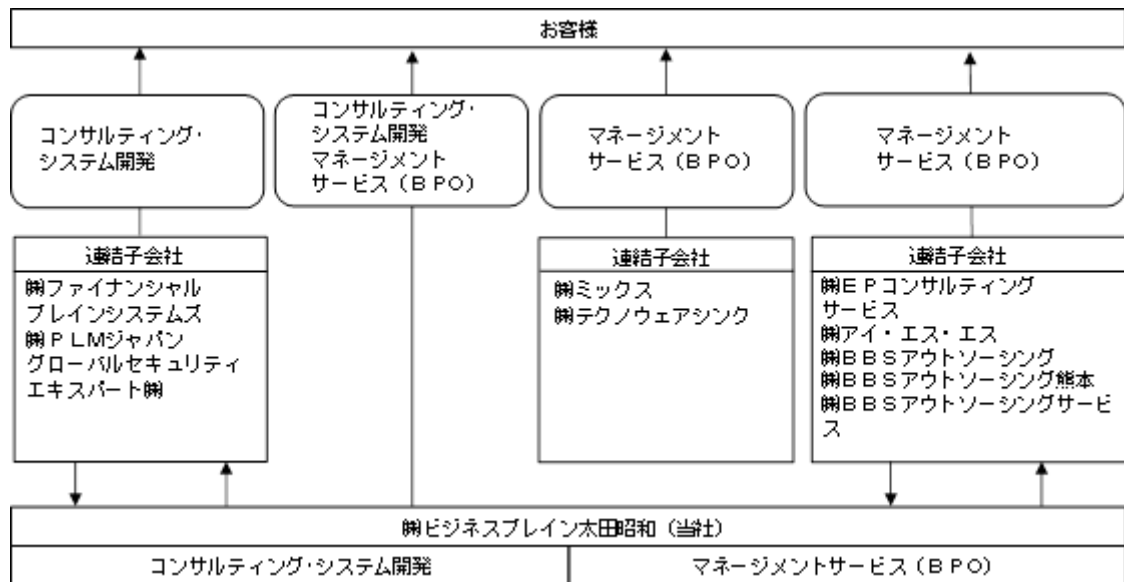 お客様
コンサルティング・
システム開発
コンサルティング・
システム開発
マネージメント
サービス（ＢＰＯ）
マネージメント
サービス（ＢＰＯ）
マネージメント
サービス（ＢＰＯ）
連結子会社
㈱ファイナンシャル
ブレインシステムズ
㈱ＰＬＭジャパン
グローバルセキュリティ
エキスパート㈱
連結子会社
㈱ミックス
㈱テクノウェアシンク
連結子会社
㈱ＥＰコンサルティング
サービス
㈱アイ・エス・エス
㈱ＢＢＳアウトソーシング
㈱ＢＢＳアウトソーシング熊本
㈱ＢＢＳアウトソーシングサービ
ス
㈱ビジネスブレイン太田昭和（当社）
コンサルティング・システム開発
マネージメントサービス（ＢＰＯ）